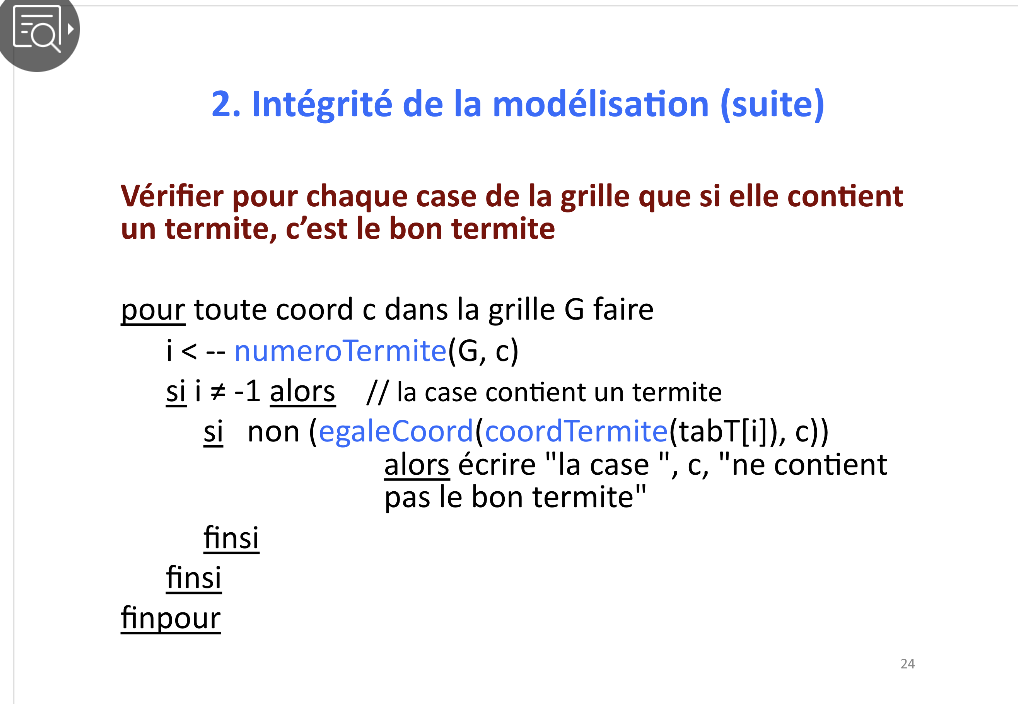 2. Intégrité de la modélisation (suite)
Vérifier pour chaque case de la grille que si elle contient
un termite, c’est le bon termite
pour toute coord c dans la grille G faire
i < -- numeroTermite(G, c)
si i ≠ -1 alors // la case contient un termite
si non (egaleCoord(coordTermite(tabT[i]), c))
alors écrire "la case ", c, "ne contient
pas le bon termite"
finsi
finsi
finpour
24